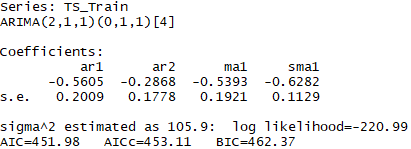 Series: TS_Train
ARIMA(2,1,1)(0,1,1)[4]
Coefficients:
ar1 ar2 ma1 sma1
-0.5605 -0.2868 -0.5393 -0.6282
s.e. 0.2009 0.1778 0.1921 0.1129
sigma^2 estimated as 105.9: log likelihood=-220.99
AIC=451.98 AICc=453.11 BIC=462.37